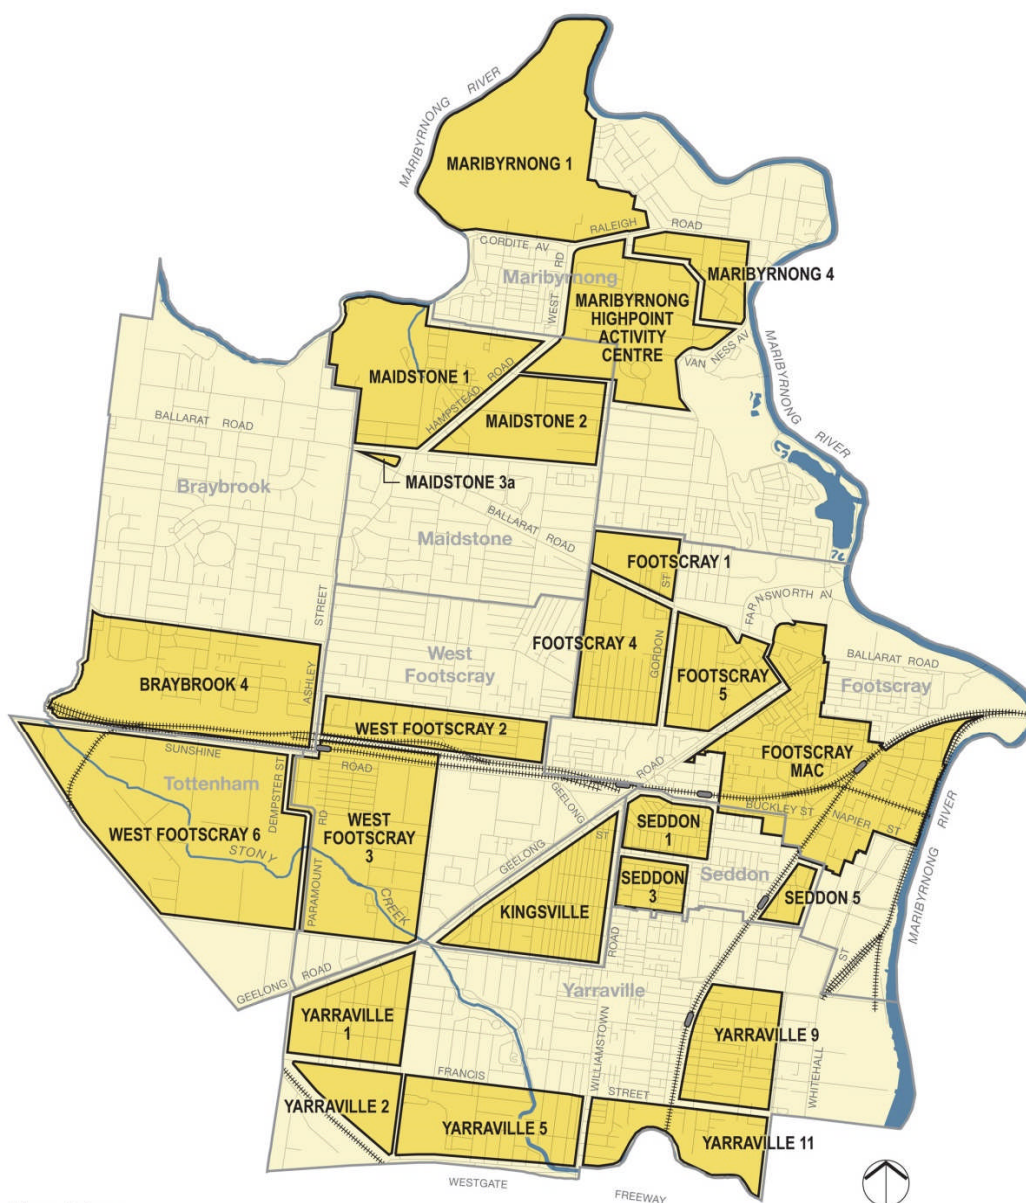 MARIBYRNONG
RIVER
MARIBYRNONG 1
RALEIGH
ROAD
CORDITE AV
Maribyrnong
WEST
RD
MARIBYRNONG 4
MARIBYRNONG
HIGHPOINT
ACTIVITY
CENTRE
VAN NESS AV
MARIBYRNONG
RIVER
MAIDSTONE 1
HAMPSTEAD
ROAD
MAIDSTONE 2
BALLARAT ROAD
MAIDSTONE 3a
Braybrook
Maidstone
BALLARAT
ROAD
FOOTSCRAY 1
ST
FARNSWORTH AV
STREET
ASHLEY
FOOTSCRAY 4
GORDON
West
Footscray
FOOTSCRAY
5
BALLARAT ROAD
Footscray
BRAYBROOK 4
WEST FOOTSCRAY 2
FOOTSCRAY
MAC
SUNSHINE
ROAD
Tottenham
DEMPSTER ST
ROAD
GEELONG
ST
BUCKLEY ST
NAPIER ST
MARIBYRNONG
RIVER
WEST FOOTSCRAY 6
STONY
CREEK
PARAMOUNT
RD
WEST
FOOTSCRAY
3
GEELONG
SEDDON
1
SEDDON
3
Seddon
SEDDON 5
KINGSVILLE
ROAD
WILLIAMSTOWN
ST
WHITEHALL
GEELONG
ROAD
Yarraville
YARRAVILLE
1
YARRAVILLE 9
FRANCIS
STREET
YARRAVILLE 2
YARRAVILLE 5
YARRAVILLE 11
WESTGATE
FREEWAY